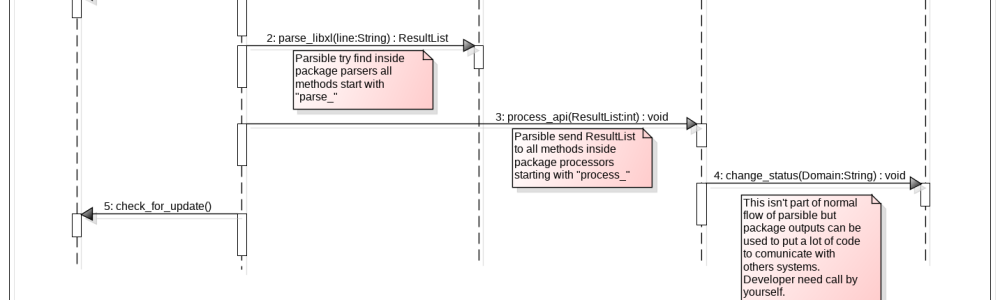 2: parse_libxl(line:String) : ResultList
Parsible try find inside
package parsers all
methods start with
"parse_"
3: process_api(ResultList:int) : void
Parsible send ResultList
to all methods inside
package processors
starting with "process_"
4: change_status(Domain:String) : void
5: check_for_update()
This isn't part of normal
flow of parsible but
package outputs can be
used to put a lot of code
to comunicate with
others systems.
Developer need call by
yourself.